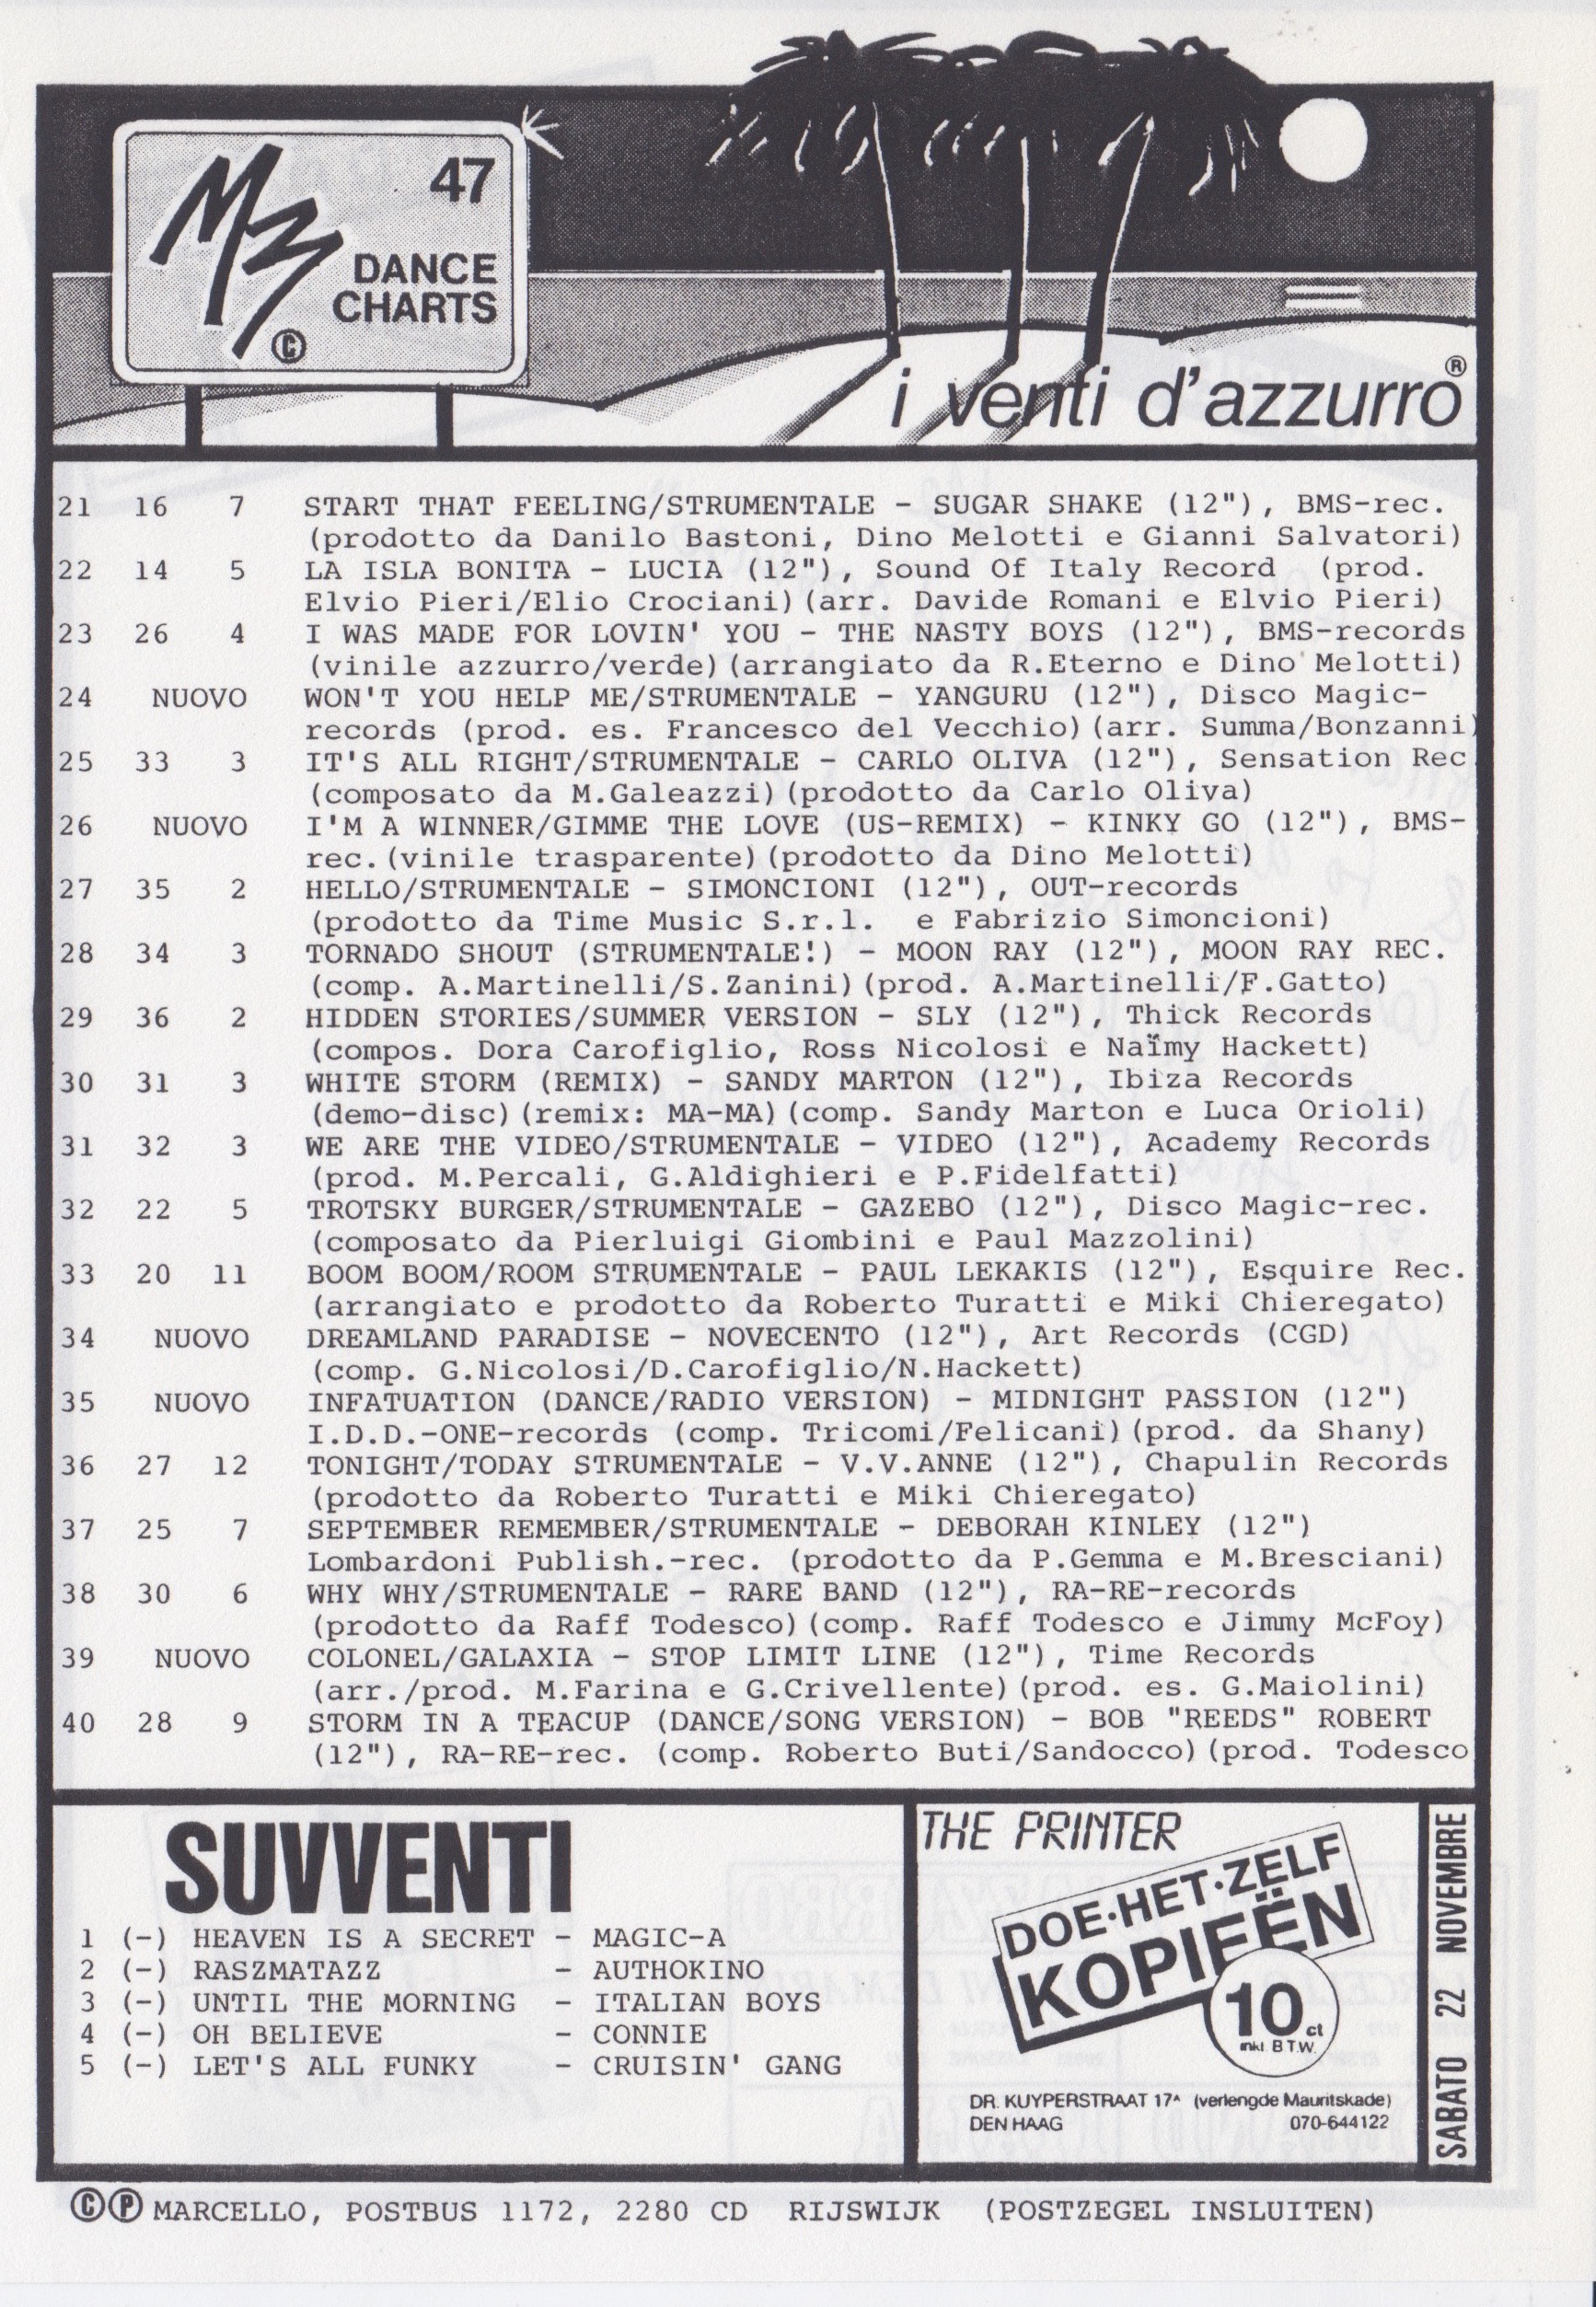 47
DANCE
CHARTS
©
i venti d'azzurro®
21 16 7 START THAT FEELING/STRUMENTALE - SUGAR SHAKE (12"), BMS-rec.
(prodotto da Danilo Bastoni, Dino Melotti e Gianni Salvatori)
22 14 5 LA ISLA BONITA - LUCIA (12"), Sound Of Italy Record (prod.
Elvio Pieri/Elio Crociani)(arr. Davide Romani e Elvio Pieri)
23 26 4 I WAS MADE FOR LOVIN' YOU - THE NASTY BOYS (12"), BMS-records
(vinile azzurro/verde)(arrangiato da R.Eterno e Dino Melotti)
24 NUOVO WON'T YOU HELP ME/STRUMENTALE - YANGURU (12"), Disco Magic-
records (prod. es. Francesco del Vecchio)(arr. Summa/Bonzanni)
25 33 3 IT'S ALL RIGHT/STRUMENTALE - CARLO OLIVA (12"), Sensation Rec.
(composato da M.Galeazzi)(prodotto da Carlo Oliva)
26 NUOVO I'M A WINNER/GIMME THE LOVE (US-REMIX) - KINKY GO (12"), BMS-
rec.(vinile trasparente)(prodotto da Dino Melotti)
27 35 2 HELLO/STRUMENTALE - SIMONCIONI (12"), OUT-records
(prodotto da Time Music S.r.l. e Fabrizio Simoncioni)
28 34 3 TORNADO SHOUT (STRUMENTALE!) - MOON RAY (12"), MOON RAY REC.
(comp. A.Martinelli/S.Zanini)(prod. A.Martinelli/F.Gatto)
29 36 2 HIDDEN STORIES/SUMMER VERSION - SLY (12"), Thick Records
(compos. Dora Carofiglio, Ross Nicolosi e Naïmy Hackett)
30 31 3 WHITE STORM (REMIX) - SANDY MARTON (12"), Ibiza Records
(demo-disc)(remix: MA-MA)(comp. Sandy Marton e Luca Orioli)
31 32 3 WE ARE THE VIDEO/STRUMENTALE - VIDEO (12"), Academy Records
(prod. M.Percali, G.Aldighieri e P.Fidelfatti)
32 22 5 TROTSKY BURGER/STRUMENTALE - GAZEBO (12"), Disco Magic-rec.
(composato da Pierluigi Giombini e Paul Mazzolini)
33 20 11 BOOM BOOM/ROOM STRUMENTALE - PAUL LEKAKIS (12"), Esquire Rec.
(arrangiato e prodotto da Roberto Turatti e Miki Chieregato)
34 NUOVO DREAMLAND PARADISE - NOVECENTO (12"), Art Records (CGD)
(comp. G.Nicolosi/D.Carofiglio/N.Hackett)
35 NUOVO INFATUATION (DANCE/RADIO VERSION) - MIDNIGHT PASSION (12")
I.D.D.-ONE-records (comp. Tricomi/Felicani)(prod. da Shany)
36 27 12 TONIGHT/TODAY STRUMENTALE - V.V.ANNE (12"), Chapulin Records
(prodotto da Roberto Turatti e Miki Chieregato)
37 25 7 SEPTEMBER REMEMBER/STRUMENTALE - DEBORAH KINLEY (12")
Lombardoni Publish.-rec. (prodotto da P.Gemma e M.Bresciani)
38 30 6 WHY WHY/STRUMENTALE - RARE BAND (12"), RA-RE-records
(prodotto da Raff Todesco)(comp. Raff Todesco e Jimmy McFoy)
39 NUOVO COLONEL/GALAXIA - STOP LIMIT LINE (12"), Time Records
(arr./prod. M.Farina e G.Crivellente)(prod. es. G.Maiolini)
40 28 9 STORM IN A TEACUP (DANCE/SONG VERSION) - BOB "REEDS" ROBERT
(12"), RA-RE-rec. (comp. Roberto Buti/Sandocco)(prod. Todesco
SUVVENTI
1 (-) HEAVEN IS A SECRET - MAGIC-A
2 (-) RASZMATAZZ - AUTHOKINO
3 (-) UNTIL THE MORNING - ITALIAN BOYS
4 (-) OH BELIEVE - CONNIE
5 (-) LET'S ALL FUNKY - CRUISIN' GANG
THE PRINTER
DOE·HET·ZELF
KOPIEËN
10 ct
inkl. B.T.W.
DR. KUYPERSTRAAT 17^A (verlengde Mauritskade)
DEN HAAG 070-644122
SABATO 22 NOVEMBRE
©℗ MARCELLO, POSTBUS 1172, 2280 CD RIJSWIJK (POSTZEGEL INSLUITEN)